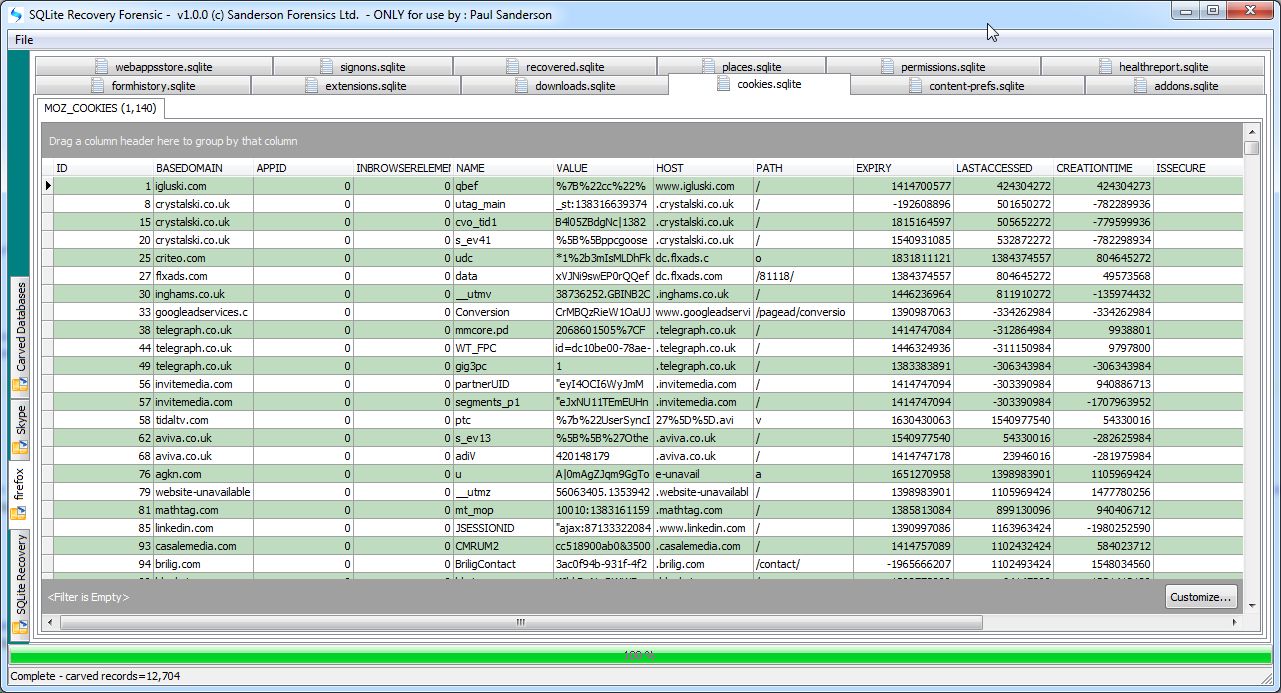 SQLite Recovery Forensic - v1.0.0 (c) Sanderson Forensics Ltd. - ONLY for use by : Paul Sanderson
File
webappsstore.sqlite signons.sqlite recovered.sqlite places.sqlite permissions.sqlite healthreport.sqlite
formhistory.sqlite extensions.sqlite downloads.sqlite cookies.sqlite content-prefs.sqlite addons.sqlite
MOZ_COOKIES (1,140)
Drag a column header here to group by that column
ID BASEDOMAIN APPID INBROWSERELEMEN NAME VALUE HOST PATH EXPIRY LASTACCESSED CREATIONTIME ISSECURE
1 igluski.com 0 0 qbef %7B%22cc%22% www.igluski.com / 1414700577 424304272 424304273
8 crystalski.co.uk 0 0 utag_main _st:138316639374 .crystalski.co.uk / -192608896 501650272 -782289936
15 crystalski.co.uk 0 0 cvo_tid1 B4l05ZBdgNc|1382 .crystalski.co.uk / 1815164597 505652272 -779599936
20 crystalski.co.uk 0 0 s_ev41 %5B%5Bppcgoose .crystalski.co.uk / 1540931085 532872272 -782298934
25 criteo.com 0 0 udc *1%2b3mIsMLDhFk dc.flxads.c o 1831811121 1384374557 804645272
27 flxads.com 0 0 data xVJNi9swEP0rQQef dc.flxads.com /81118/ 1384374557 804645272 49573568
30 inghams.co.uk 0 0 __utmv 38736252.GBINB2C .inghams.co.uk / 1446236964 811910272 -135974432
33 googleadservices.c 0 0 Conversion CrMBQzRieW1OaUJ www.googleadservi /pagead/conversio 1390987063 -334262984 -334262984
38 telegraph.co.uk 0 0 mmcore.pd 2068601505%7CF .telegraph.co.uk / 1414747084 -312864984 9938801
44 telegraph.co.uk 0 0 WT_FPC id=dc10be00-78ae- .telegraph.co.uk / 1446324936 -311150984 9797800
49 telegraph.co.uk 0 0 gig3pc 1 .telegraph.co.uk / 1383383891 -306343984 -306343984
56 invitemedia.com 0 0 partnerUID "eyI4OCI6WyJmM .invitemedia.com / 1414747094 -303390984 940886713
57 invitemedia.com 0 0 segments_p1 "eJxNU11TEmEUHn .invitemedia.com / 1414747094 -303390984 -1707963952
58 tidaltv.com 0 0 ptc %7b%22UserSyncI 27%5D%5D.avi v 1630430063 1540977540 54330016
62 aviva.co.uk 0 0 s_ev13 %5B%5B%27Othe .aviva.co.uk / 1540977540 54330016 -282625984
68 aviva.co.uk 0 0 adiV 420148179 .aviva.co.uk / 1414747178 23946016 -281975984
76 agkn.com 0 0 u A|0mAgZJqm9GgTo e-unavail a 1651270958 1398983901 1105969424
79 website-unavailable 0 0 __utmz 56063405.1353942 .website-unavailabl / 1398983901 1105969424 1477780256
81 mathtag.com 0 0 mt_mop 10010:1383161159 .mathtag.com / 1385813084 899130096 940406712
85 linkedin.com 0 0 JSESSIONID "ajax:87133322084 .www.linkedin.com / 1390997086 1163963424 -1980252590
93 casalemedia.com 0 0 CMRUM2 cc518900ab0&3500 .casalemedia.com / 1414757089 1102432424 584023712
94 brilig.com 0 0 BriligContact 3ac0f94b-931f-4f2 .brilig.com /contact/ -1965666207 1102493424 1548034560
<Filter is Empty>
Customize...
Carved Databases
Skype
firefox
SQLite Recovery
100 %
Complete - carved records=12,704